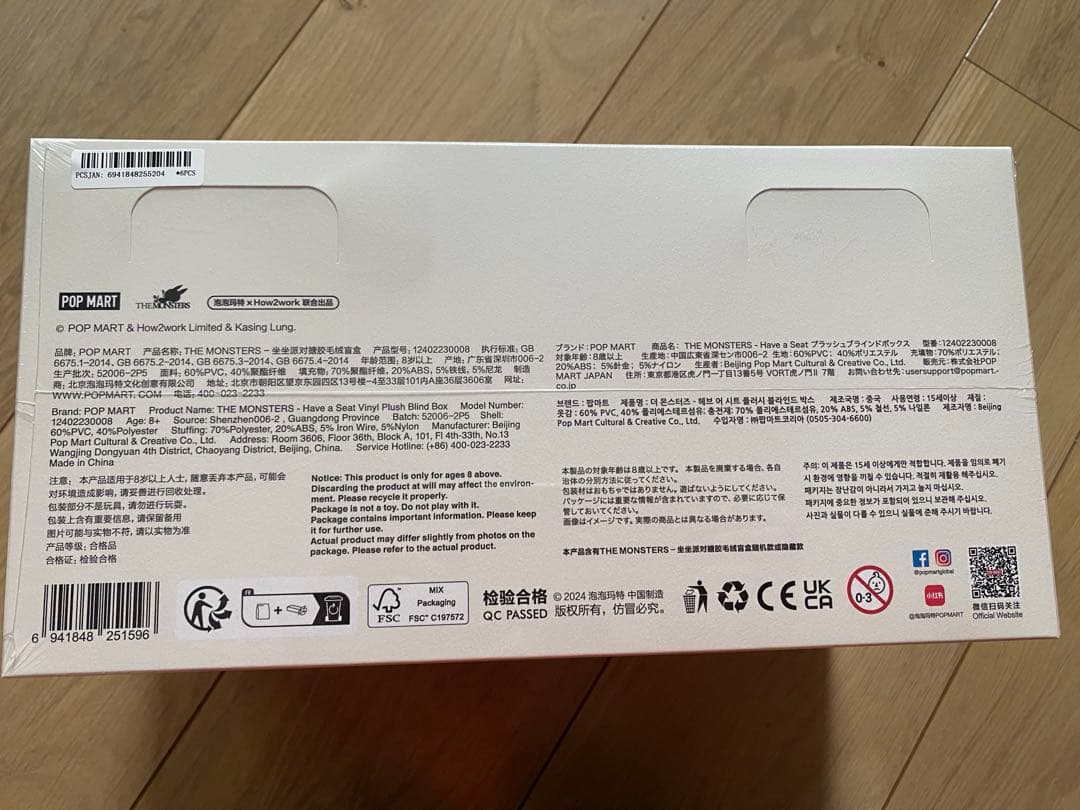 PCSJAN: 6941848255204 *6PCS
POP MART
THE MONSTERS
泡泡玛特 × How2work 联合出品
© POP MART & How2work Limited & Kasing Lung.
品牌: POP MART 产品名称: THE MONSTERS – 坐坐派对搪胶毛绒盲盒 产品型号: 12402230008 执行标准: GB
6675.1–2014、GB 6675.2–2014、GB 6675.3–2014、GB 6675.4–2014 年龄范围: 8岁以上 产地: 广东省深圳市006–2
生产批次: 52006-2P5 面料: 60%PVC, 40%聚酯纤维 填充物: 70%聚酯纤维, 20%ABS, 5%铁线, 5%尼龙 制造
商: 北京泡泡玛特文化创意有限公司 地址: 北京市朝阳区望京东园四区13号楼–4至33层101内A座36层3606室 网址:
WWW.POPMART.COM 电话: 400–023–2233
Brand: POP MART Product Name: THE MONSTERS - Have a Seat Vinyl Plush Blind Box Model Number:
12402230008 Age: 8+ Source: Shenzhen006-2 , Guangdong Province Batch: 52006-2P5 Shell:
60%PVC, 40%Polyester Stuffing: 70%Polyester, 20%ABS, 5% Iron Wire, 5%Nylon Manufacturer: Beijing
Pop Mart Cultural & Creative Co., Ltd. Address: Room 3606, Floor 36th, Block A, 101, Fl 4th-33th, No.13
Wangjing Dongyuan 4th District, Chaoyang District, Beijing, China. Service Hotline: (+86) 400-023-2233
Made in China
ブランド: POP MART 商品名: THE MONSTERS - Have a Seat プラッシュブラインドボックス 型番:12402230008
対象年齢: 8歳以上 生産地: 中国広東省深セン市006–2 生地: 60%PVC; 40%ポリエステル 充填物: 70%ポリエステル;
20%ABS; 5%針金; 5%ナイロン 生産者: Beijing Pop Mart Cultural & Creative Co., Ltd. 販売元: 株式会社POP
MART JAPAN 住所: 東京都港区虎ノ門一丁目13番5号 VORT虎ノ門II 7階 お問い合わせ先: usersupport@popmart-
co.jp
브랜드 : 팝마트 제품명 : 더 몬스터즈 - 해브 어 시트 플러시 블라인드 박스 제조국명 : 중국 사용연령 : 15세이상 재질 :
옷감 : 60% PVC, 40% 폴리에스테르섬유; 충전제: 70% 폴리에스테르섬유, 20% ABS, 5% 철선, 5% 나일론 제조자명 : Beijing
Pop Mart Cultural & Creative Co., Ltd. 수입자명 : ㈜팝마트코리아 (0505-304-6600)
注意: 本产品适用于8岁以上人士, 随意丢弃本产品, 可能会
对环境造成影响, 请妥善进行回收处理。
包装部分不是玩具, 请勿进行玩耍。
包装上含有重要信息, 请保留备用
图片可能与实物不符, 请以实物为准
产品等级: 合格品
合格证: 检验合格
Notice: This product is only for ages 8 above.
Discarding the product at will may affect the environ-
ment. Please recycle it properly.
Package is not a toy. Do not play with it.
Package contains important information. Please keep
it for further use.
Actual product may differ slightly from photos on the
package. Please refer to the actual product.
本製品の対象年齢は8歳以上です。 本製品を廃棄する場合、各自
治体の分別方法に従ってください。
包装材はおもちゃではありません。遊ばないようにしてください。
パッケージには重要な情報が含まれていますので、必要に応じて保
管しておいてください。
画像はイメージです。実際の商品とは異なる場合があります。
주의: 이 제품은 15세 이상에게만 적합합니다. 제품을 임의로 폐기
시 환경에 영향을 끼칠 수 있습니다. 적절히 재활용 해주십시오.
패키지는 장난감이 아니라서 가지고 놀지 마십시오.
패키지에 중요한 정보가 포함되어 있으니 보관해 주십시오.
사진과 실물이 다를 수 있으니 실물에 준해 주시기 바랍니다.
本产品含有THE MONSTERS – 坐坐派对搪胶毛绒盲盒随机款或隐藏款
6 941848 251596
FR
FSC
MIX
Packaging
FSC™ C197572
检验合格
QC PASSED
© 2024 泡泡玛特 中国制造
版权所有, 仿冒必究。
CE
UK
CA
0-3
@popmartglobal
小红书
@泡泡玛特POPMART
微信扫码关注
Official Website